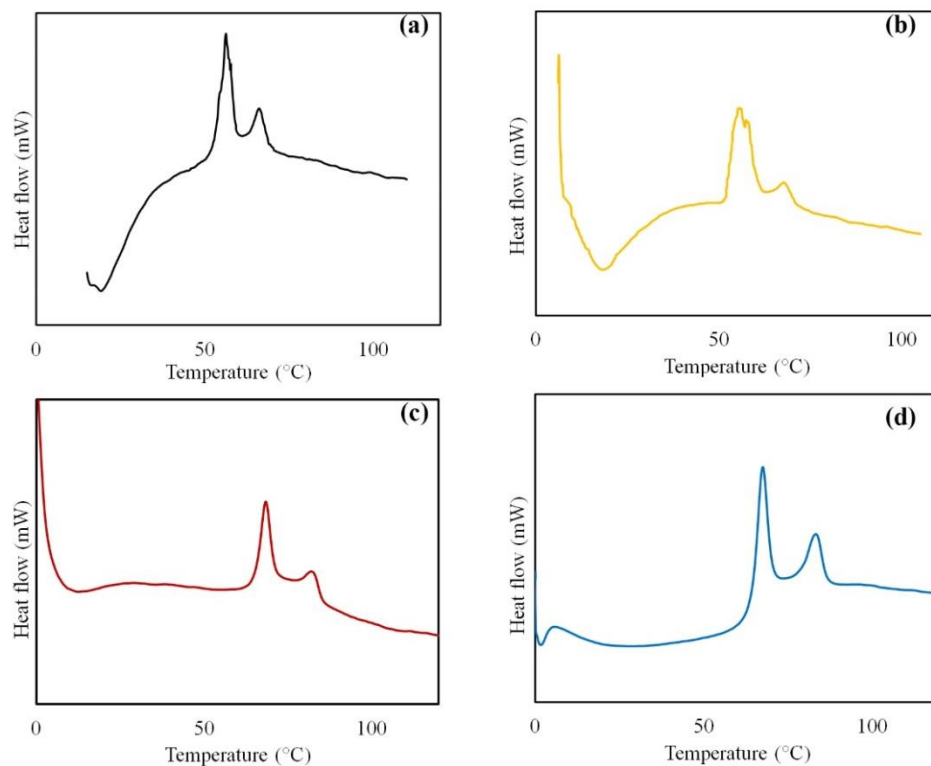 (a)
Heat flow (mW)
0 50 100
Temperature (°C)
(b)
Heat flow (mW)
0 50 100
Temperature (°C)
(c)
Heat flow (mW)
0 50 100
Temperature (°C)
(d)
Heat flow (mW)
0 50 100
Temperature (°C)